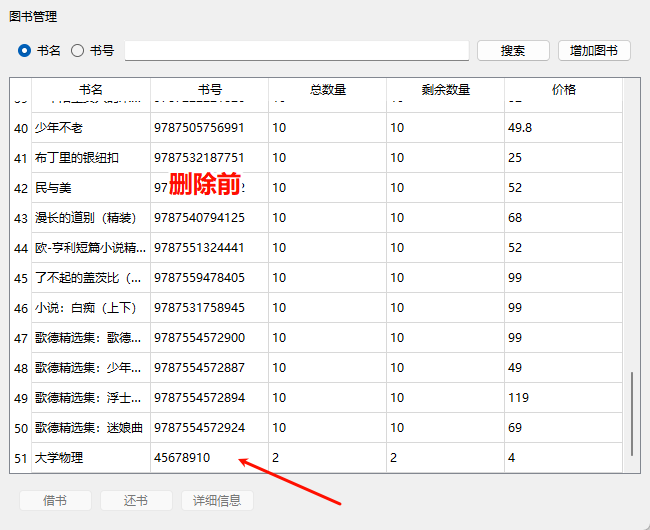 图书管理
书名 书号 搜索 增加图书
书名 书号 总数量 剩余数量 价格
40 少年不老 9787505756991 10 10 49.8
41 布丁里的银纽扣 9787532187751 10 10 25
删除前
42 民与美 97 2 10 10 52
43 漫长的道别（精装） 9787540794125 10 10 68
44 欧-亨利短篇小说精... 9787551324441 10 10 52
45 了不起的盖茨比（... 9787559478405 10 10 99
46 小说：白痴（上下） 9787531758945 10 10 99
47 歌德精选集：歌德... 9787554572900 10 10 99
48 歌德精选集：少年... 9787554572887 10 10 49
49 歌德精选集：浮士... 9787554572894 10 10 119
50 歌德精选集：迷娘曲 9787554572924 10 10 69
51 大学物理 45678910 2 2 4
借书 还书 详细信息